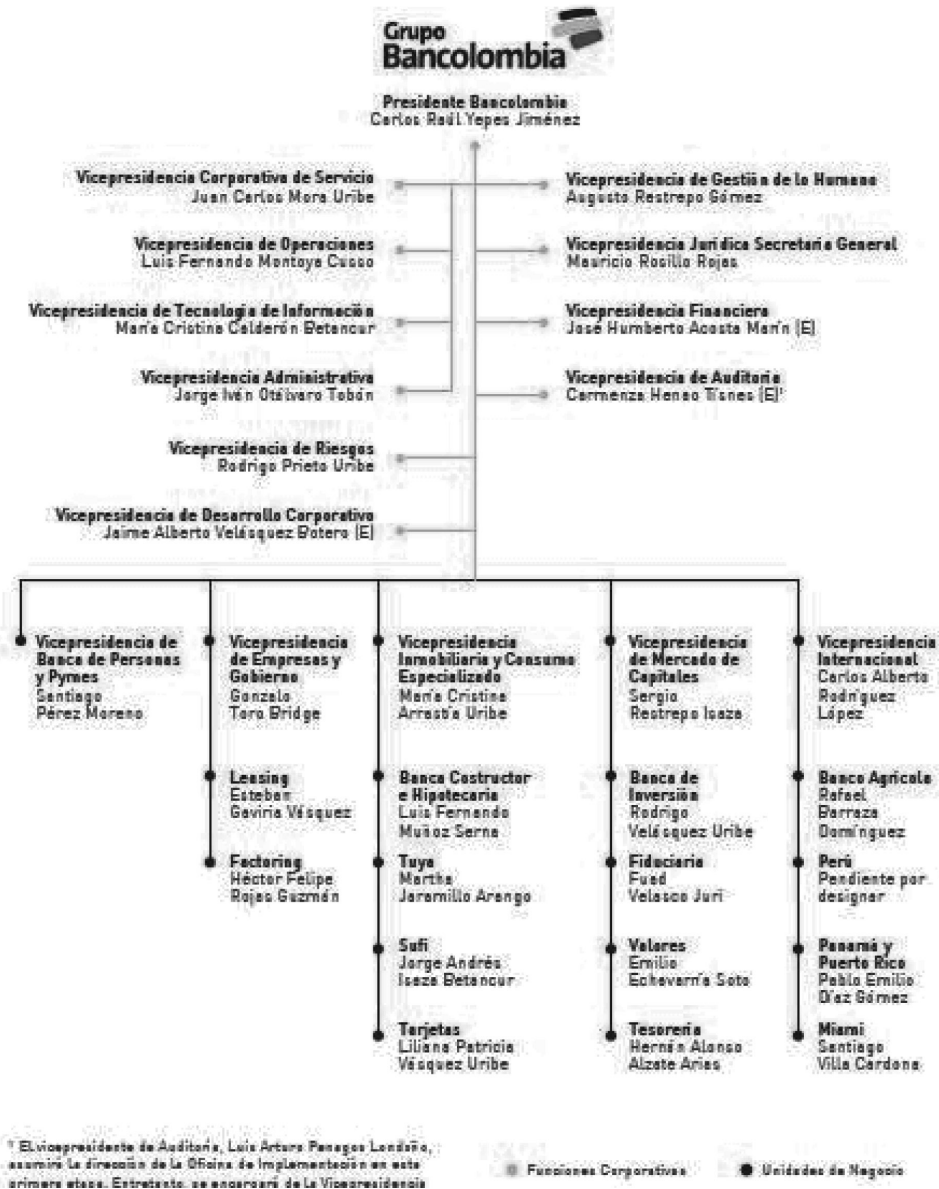 Grupo
Bancolombia
Presidente Bancolombia
Carlos Raúl Yepes Jiménez
Vicepresidencia Corporativa de Servicio
Juan Carlos Mora Uribe
Vicepresidencia de Operaciones
Luis Fernando Montoya Cusso
Vicepresidencia de Tecnología de Información
María Cristina Calderón Betancur
Vicepresidencia Administrativa
Jorge Iván Otálvaro Tobón
Vicepresidencia de Riesgos
Rodrigo Prieto Uribe
Vicepresidencia de Desarrollo Corporativo
Jaime Alberto Velásquez Botero (E)
Vicepresidencia de Gestión de lo Humano
Augusto Restrepo Gómez
Vicepresidencia Jurídica Secretaría General
Mauricio Rosillo Rojas
Vicepresidencia Financiera
José Humberto Acosta Marín (E)
Vicepresidencia de Auditoría
Carmenza Henao Tisnes (E)¹
Vicepresidencia de
Banca de Personas
y Pymes
Santiago
Pérez Moreno
Vicepresidencia
de Empresas y
Gobierno
Gonzalo
Toro Bridge
Leasing
Esteban
Gaviria Vásquez
Factoring
Héctor Felipe
Rojas Guzmán
Vicepresidencia
Inmobiliaria y Consumo
Especializado
María Cristina
Arrastía Uribe
Banca Costructor
e Hipotecaria
Luis Fernando
Muñoz Serna
Tuya
Martha
Jaramillo Arango
Sufi
Jorge Andrés
Isaza Betancur
Tarjetas
Liliana Patricia
Vásquez Uribe
Vicepresidencia
de Mercado de
Capitales
Sergio
Restrepo Isaza
Banca de
Inversión
Rodrigo
Velásquez Uribe
Fiduciaria
Fuad
Velasco Juri
Valores
Emilio
Echavarría Soto
Tesorería
Hernán Alonso
Alzate Arias
Vicepresidencia
Internacional
Carlos Alberto
Rodríguez
López
Banco Agrícola
Rafael
Barraza
Domínguez
Perú
Pendiente por
designar
Panamá y
Puerto Rico
Pablo Emilio
Díaz Gómez
Miami
Santiago
Villa Cardona
¹ El vicepresidente de Auditoría, Luis Arturo Penagos Londoño,
asumirá la dirección de la Oficina de Implementación en esta
primera etapa. Entretanto, se encargará de la Vicepresidencia
Funciones Corporativas
Unidades de Negocio